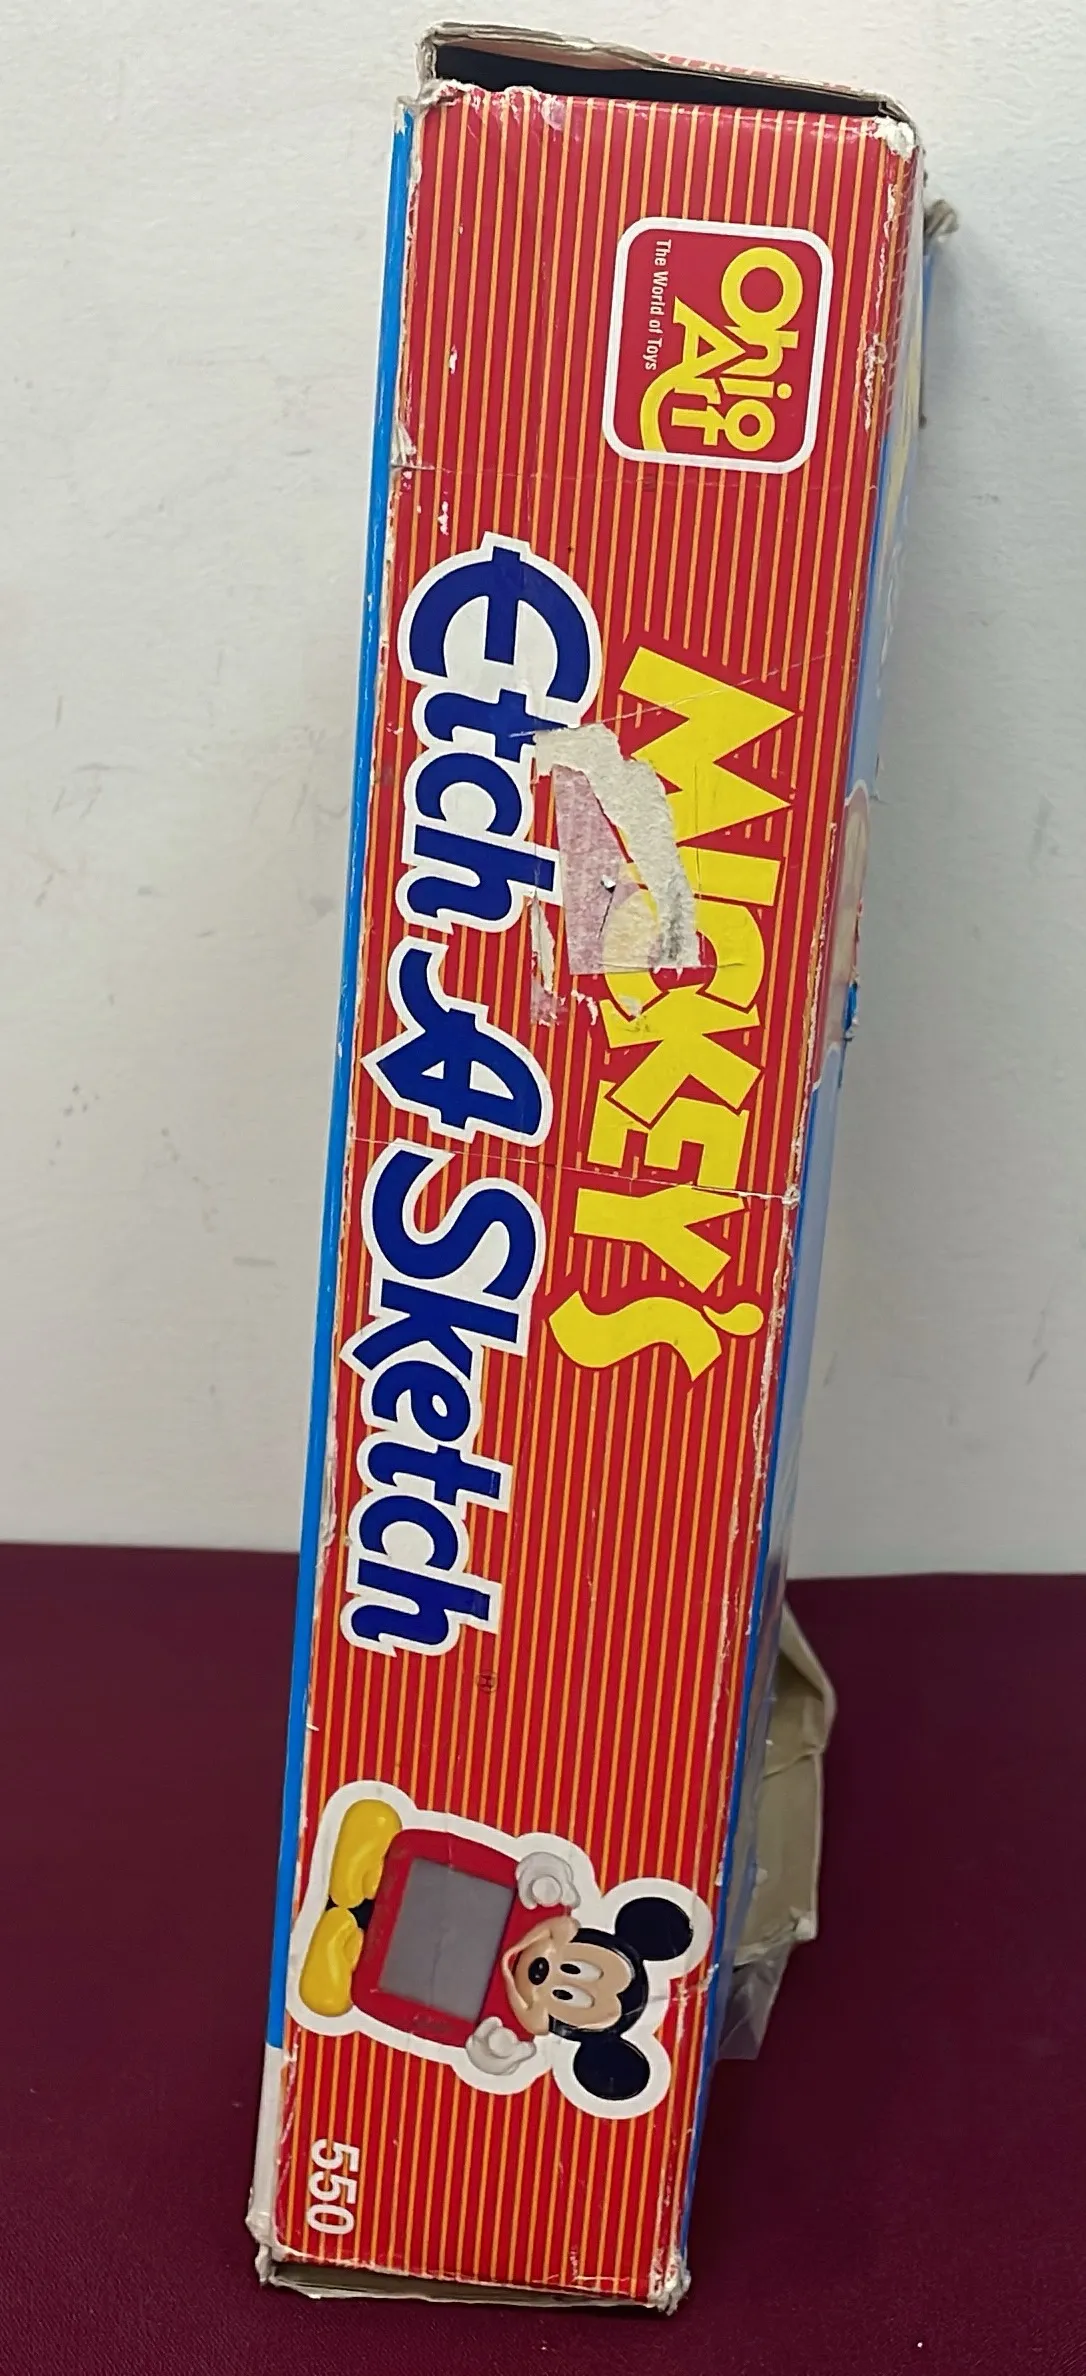 Ohio
Art
The World of Toys
MICKEY'S
Etch A Sketch ®
550